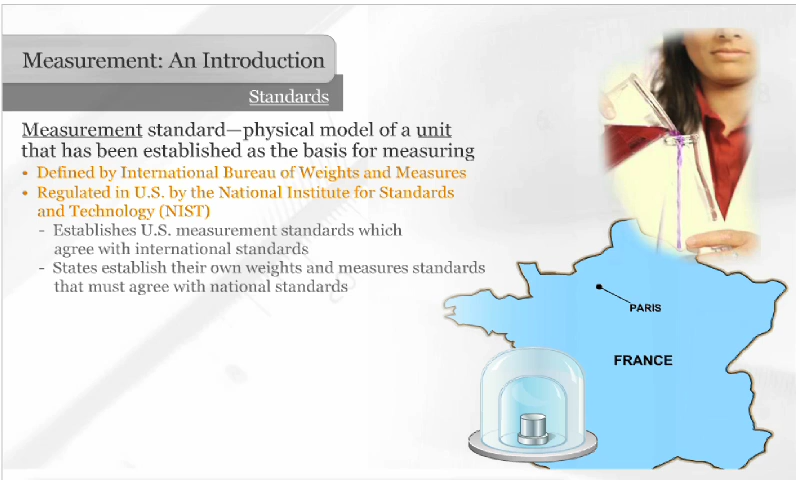 Measurement: An Introduction
Standards
Measurement standard—physical model of a unit
that has been established as the basis for measuring
• Defined by International Bureau of Weights and Measures
• Regulated in U.S. by the National Institute for Standards
and Technology (NIST)
- Establishes U.S. measurement standards which
agree with international standards
- States establish their own weights and measures standards
that must agree with national standards
PARIS
FRANCE